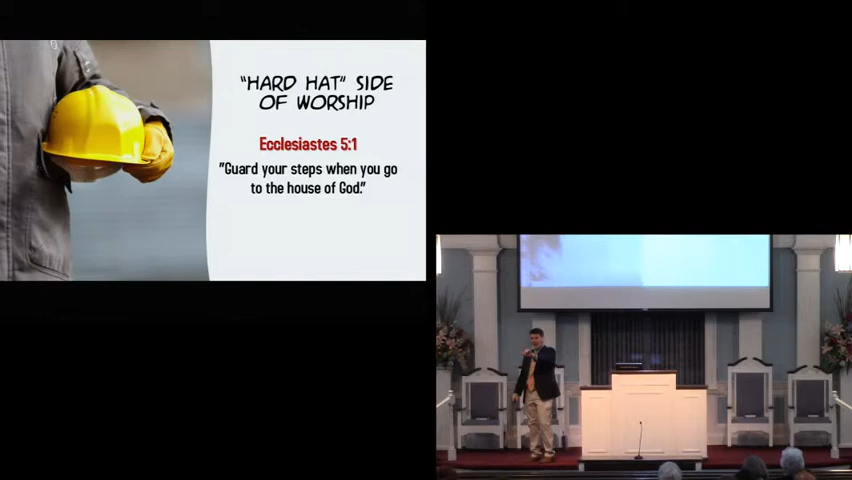 "HARD HAT" SIDE
OF WORSHIP
Ecclesiastes 5:1
"Guard your steps when you go
to the house of God."